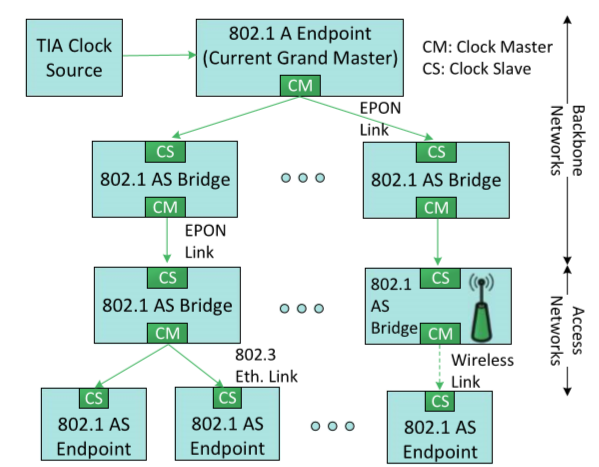 TIA Clock
Source
802.1 A Endpoint
(Current Grand Master)
CM
CM: Clock Master
CS: Clock Slave
EPON
Link
Backbone
Networks
CS
802.1 AS Bridge
CM
CS
802.1 AS Bridge
CM
EPON
Link
CS
802.1 AS Bridge
CM
802.1
AS
Bridge
CS
CM
Access
Networks
802.3
Eth. Link
Wireless
Link
CS
802.1 AS
Endpoint
CS
802.1 AS
Endpoint
CS
802.1 AS
Endpoint